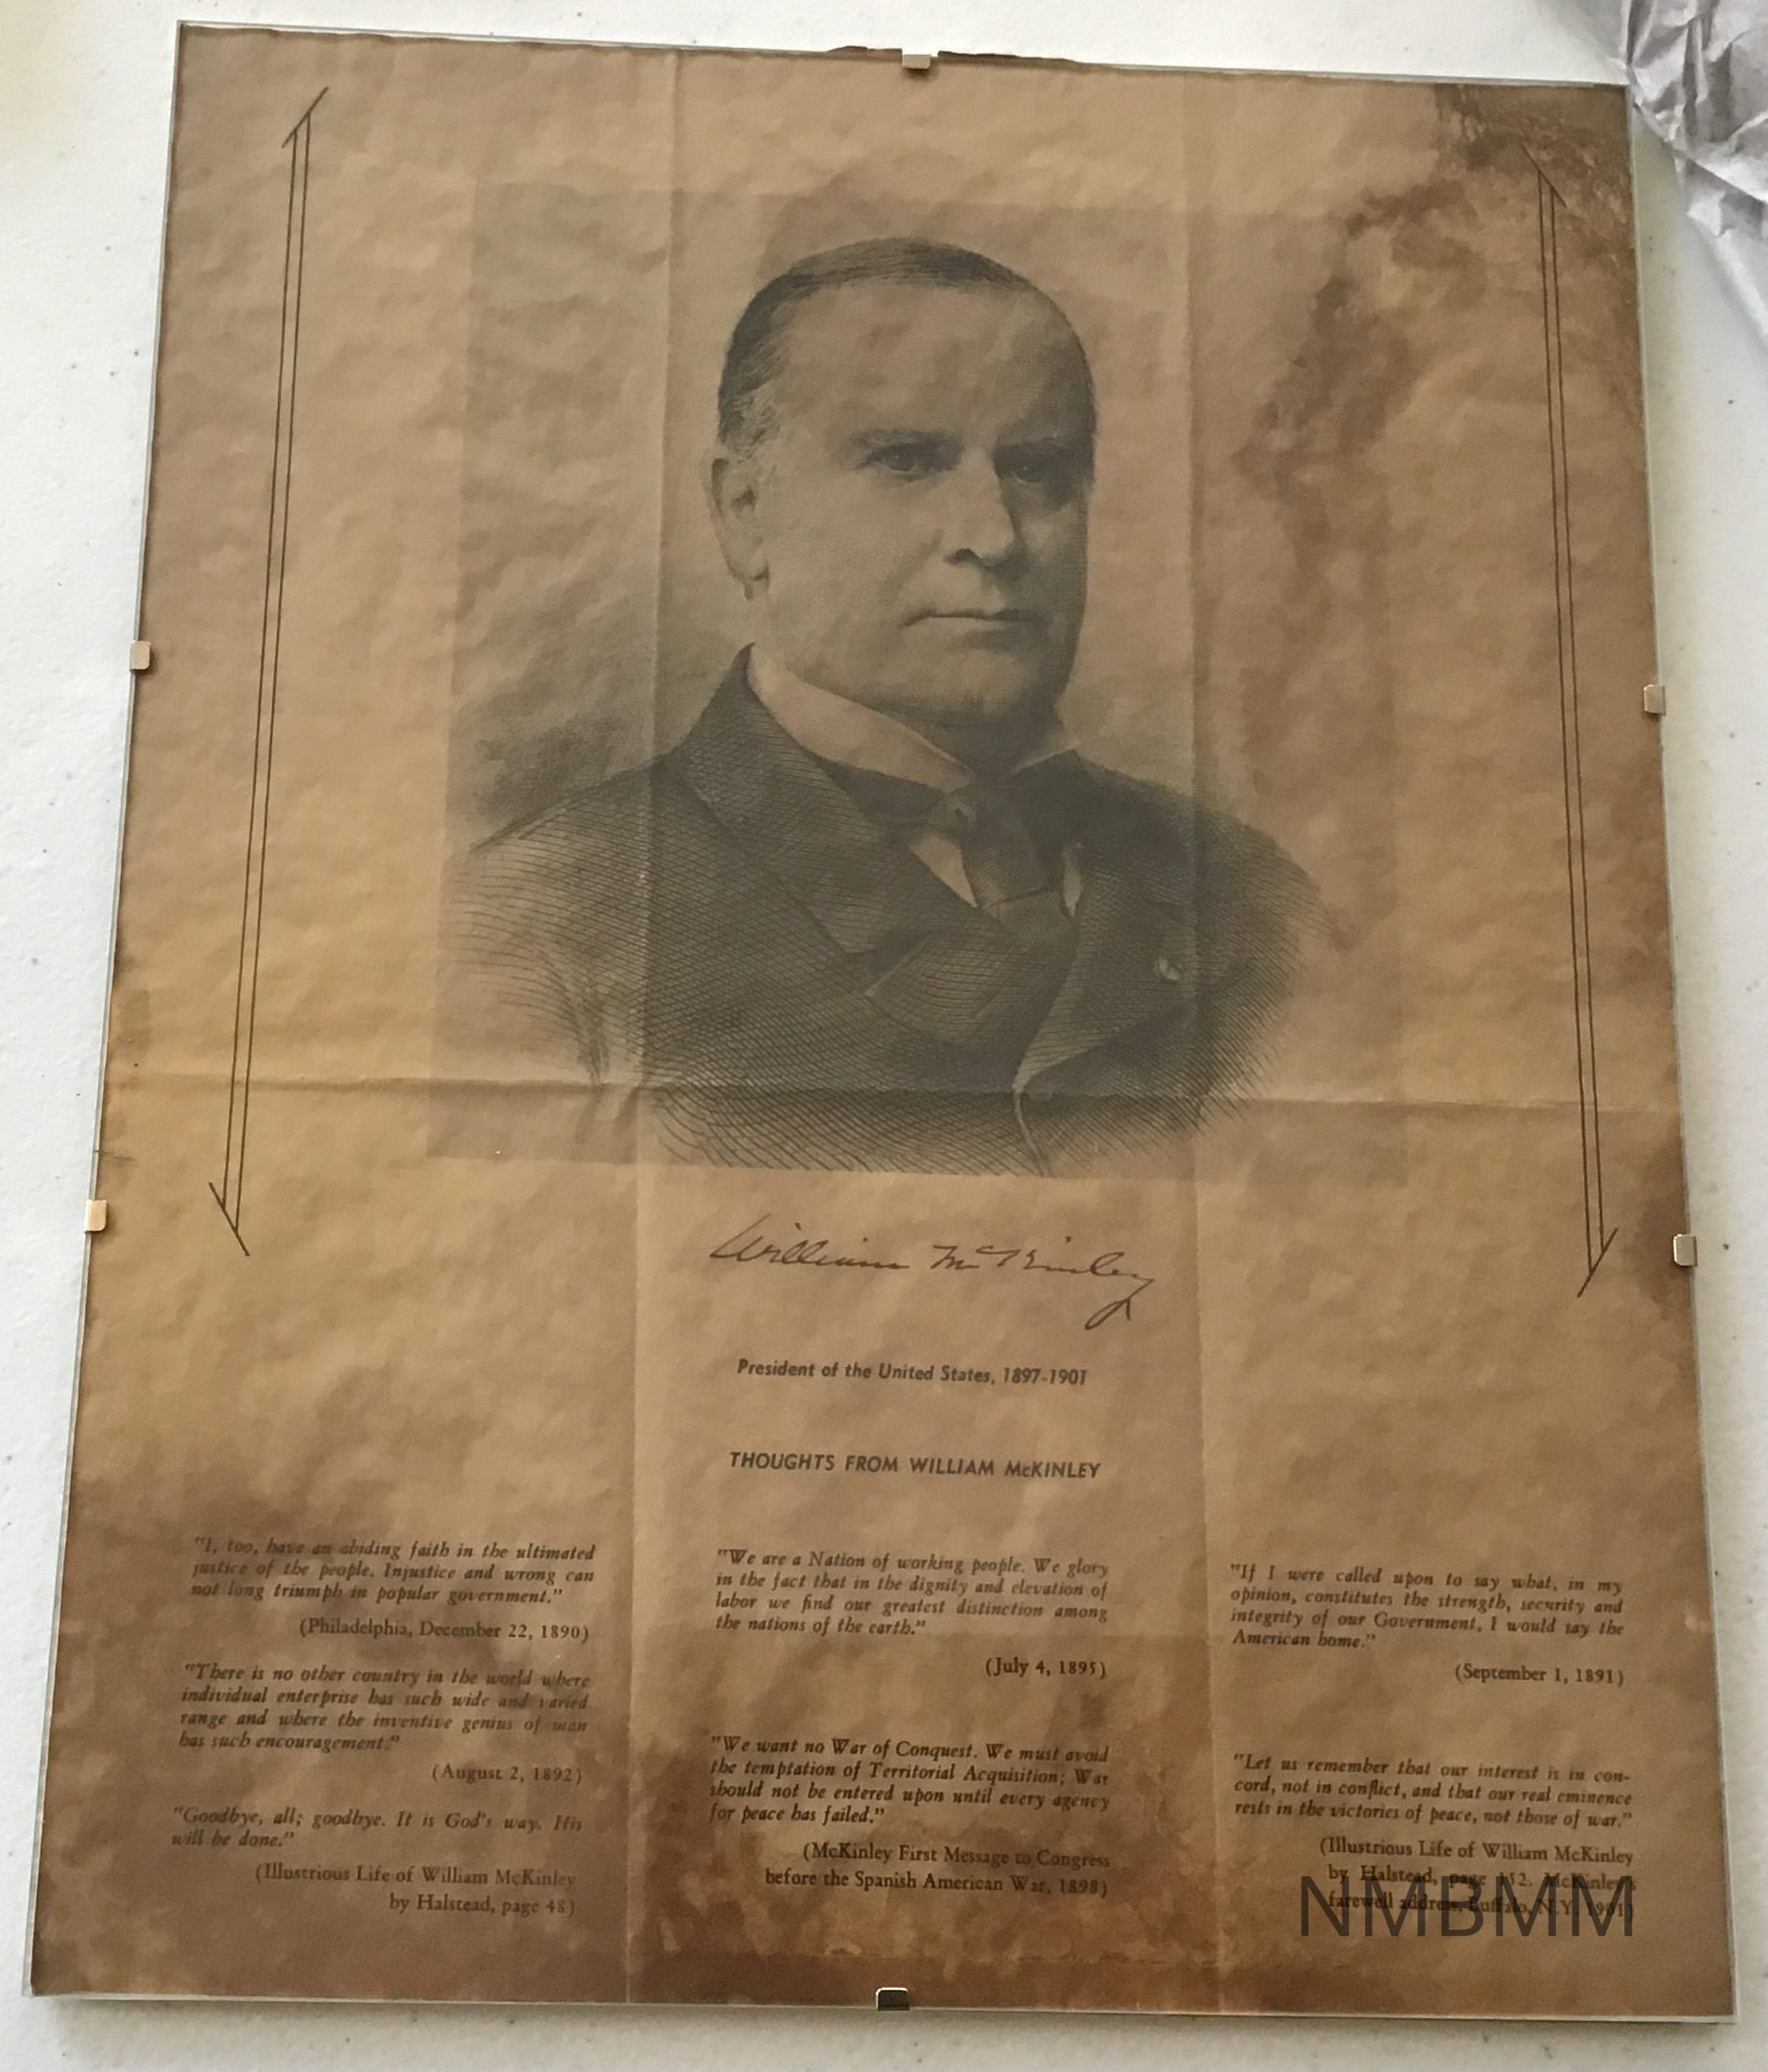 William McKinley
President of the United States, 1897-1901
THOUGHTS FROM WILLIAM McKINLEY
"I, too, have an abiding faith in the ultimated
justice of the people. Injustice and wrong can
not long triumph in popular government."
(Philadelphia, December 22, 1890)
"There is no other country in the world where
individual enterprise has such wide and varied
range and where the inventive genius of man
has such encouragement."
(August 2, 1892)
"Goodbye, all; goodbye. It is God's way. His
will be done."
(Illustrious Life of William McKinley
by Halstead, page 48)
"We are a Nation of working people. We glory
in the fact that in the dignity and elevation of
labor we find our greatest distinction among
the nations of the earth."
(July 4, 1895)
"We want no War of Conquest. We must avoid
the temptation of Territorial Acquisition; War
should not be entered upon until every agency
for peace has failed."
(McKinley First Message to Congress
before the Spanish American War, 1898)
"If I were called upon to say what, in my
opinion, constitutes the strength, security and
integrity of our Government, I would say the
American home."
(September 1, 1891)
"Let us remember that our interest is in con-
cord, not in conflict, and that our real eminence
rests in the victories of peace, not those of war."
(Illustrious Life of William McKinley
by Halstead, page 152. McKinley's
farewell address, Buffalo, N.Y. 1901)
NMBMM